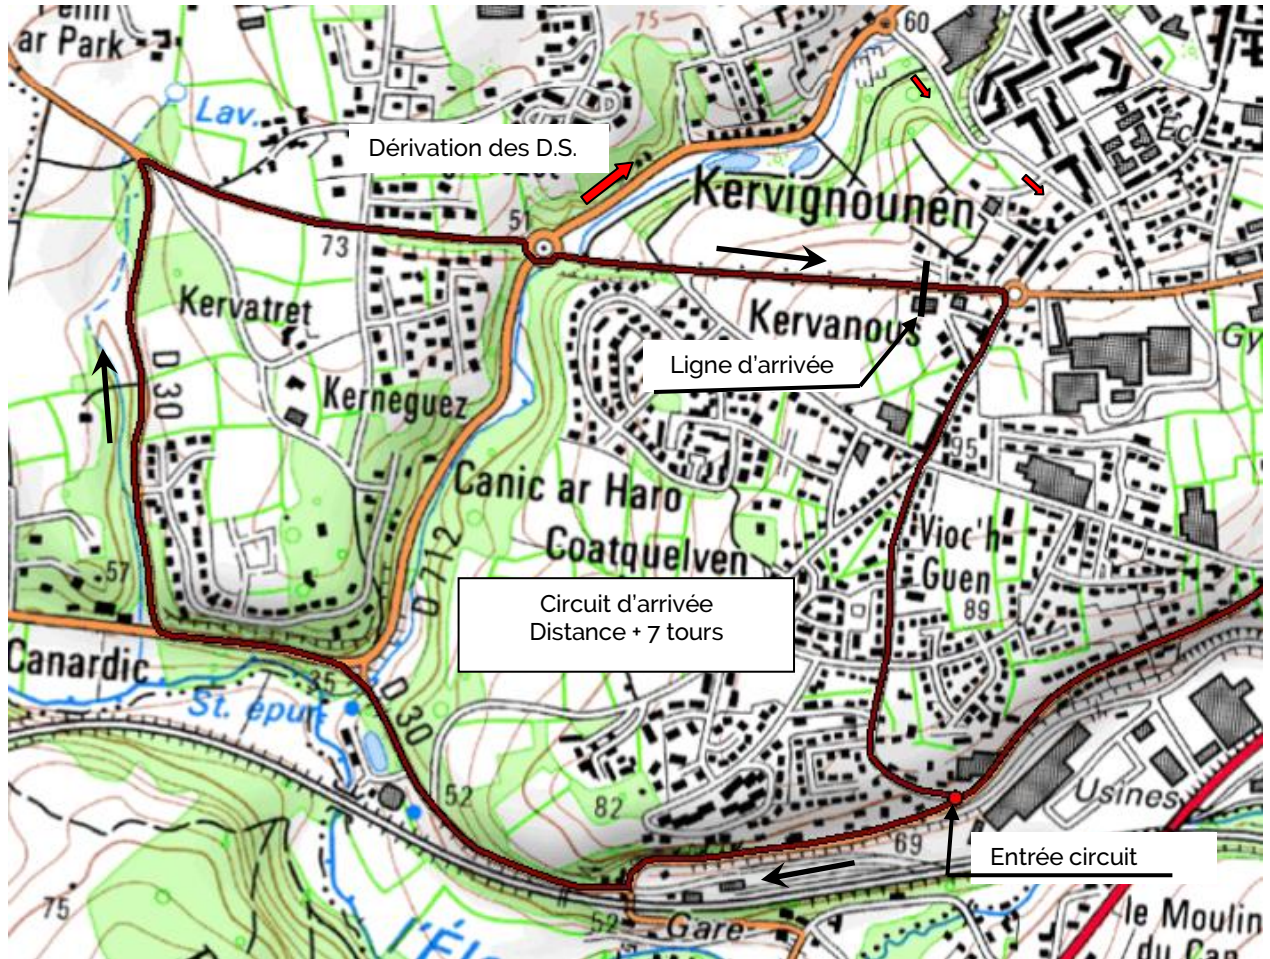 ar Park
75
60
Lav.
Dérivation des D.S.
Kervignounen
51
73
Kervatret
Kervanous
Gy
Ligne d'arrivée
D 30
Kerneguez
95
Canic ar Haro
Vioc'h
Guen
Coatquelven
D 712
57
89
Circuit d'arrivée
Distance + 7 tours
Canardic
35
D 30
St. épur.
52
82
Usines
69
Entrée circuit
75
52
Gare
le Moulin
du Can
l'Él